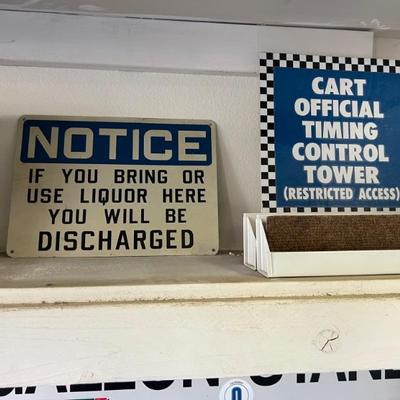 NOTICE
IF YOU BRING OR
USE LIQUOR HERE
YOU WILL BE
DISCHARGED
CART
OFFICIAL
TIMING
CONTROL
TOWER
(RESTRICTED ACCESS)